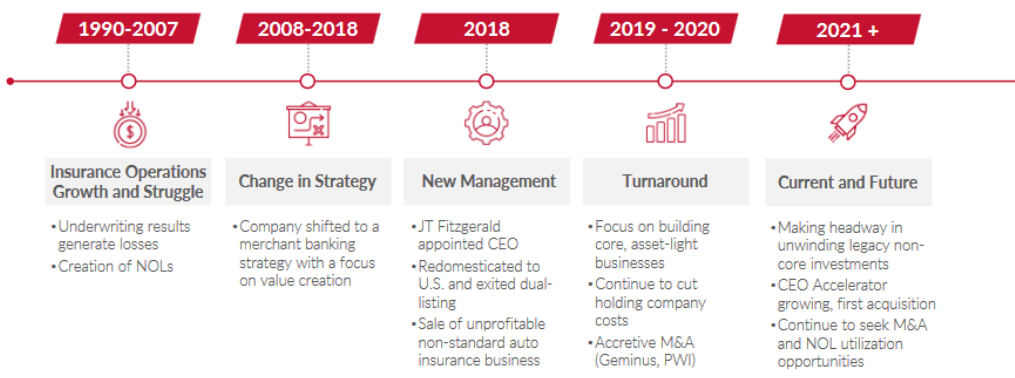 1990-2007
2008-2018
2018
2019 - 2020
2021 +
$
Insurance Operations
Growth and Struggle
•Underwriting results
generate losses
•Creation of NOLs
Change in Strategy
•Company shifted to a
merchant banking
strategy with a focus
on value creation
New Management
•JT Fitzgerald
appointed CEO
•Redomesticated to
U.S. and exited dual-
listing
•Sale of unprofitable
non-standard auto
insurance business
Turnaround
•Focus on building
core, asset-light
businesses
•Continue to cut
holding company
costs
•Accretive M&A
(Geminus, PWI)
Current and Future
•Making headway in
unwinding legacy non-
core investments
•CEO Accelerator
growing, first acquisition
•Continue to seek M&A
and NOL utilization
opportunities